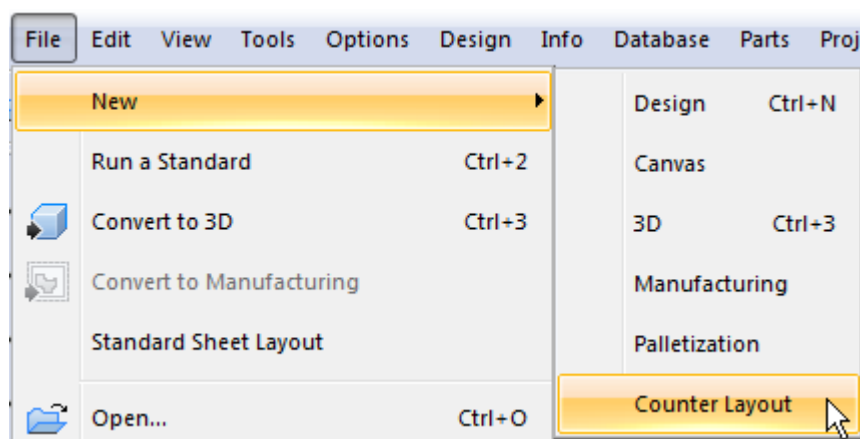 File Edit View Tools Options Design Info Database Parts Proj
New
Run a Standard Ctrl+2
Convert to 3D Ctrl+3
Convert to Manufacturing
Standard Sheet Layout
Open... Ctrl+O
Design Ctrl+N
Canvas
3D Ctrl+3
Manufacturing
Palletization
Counter Layout